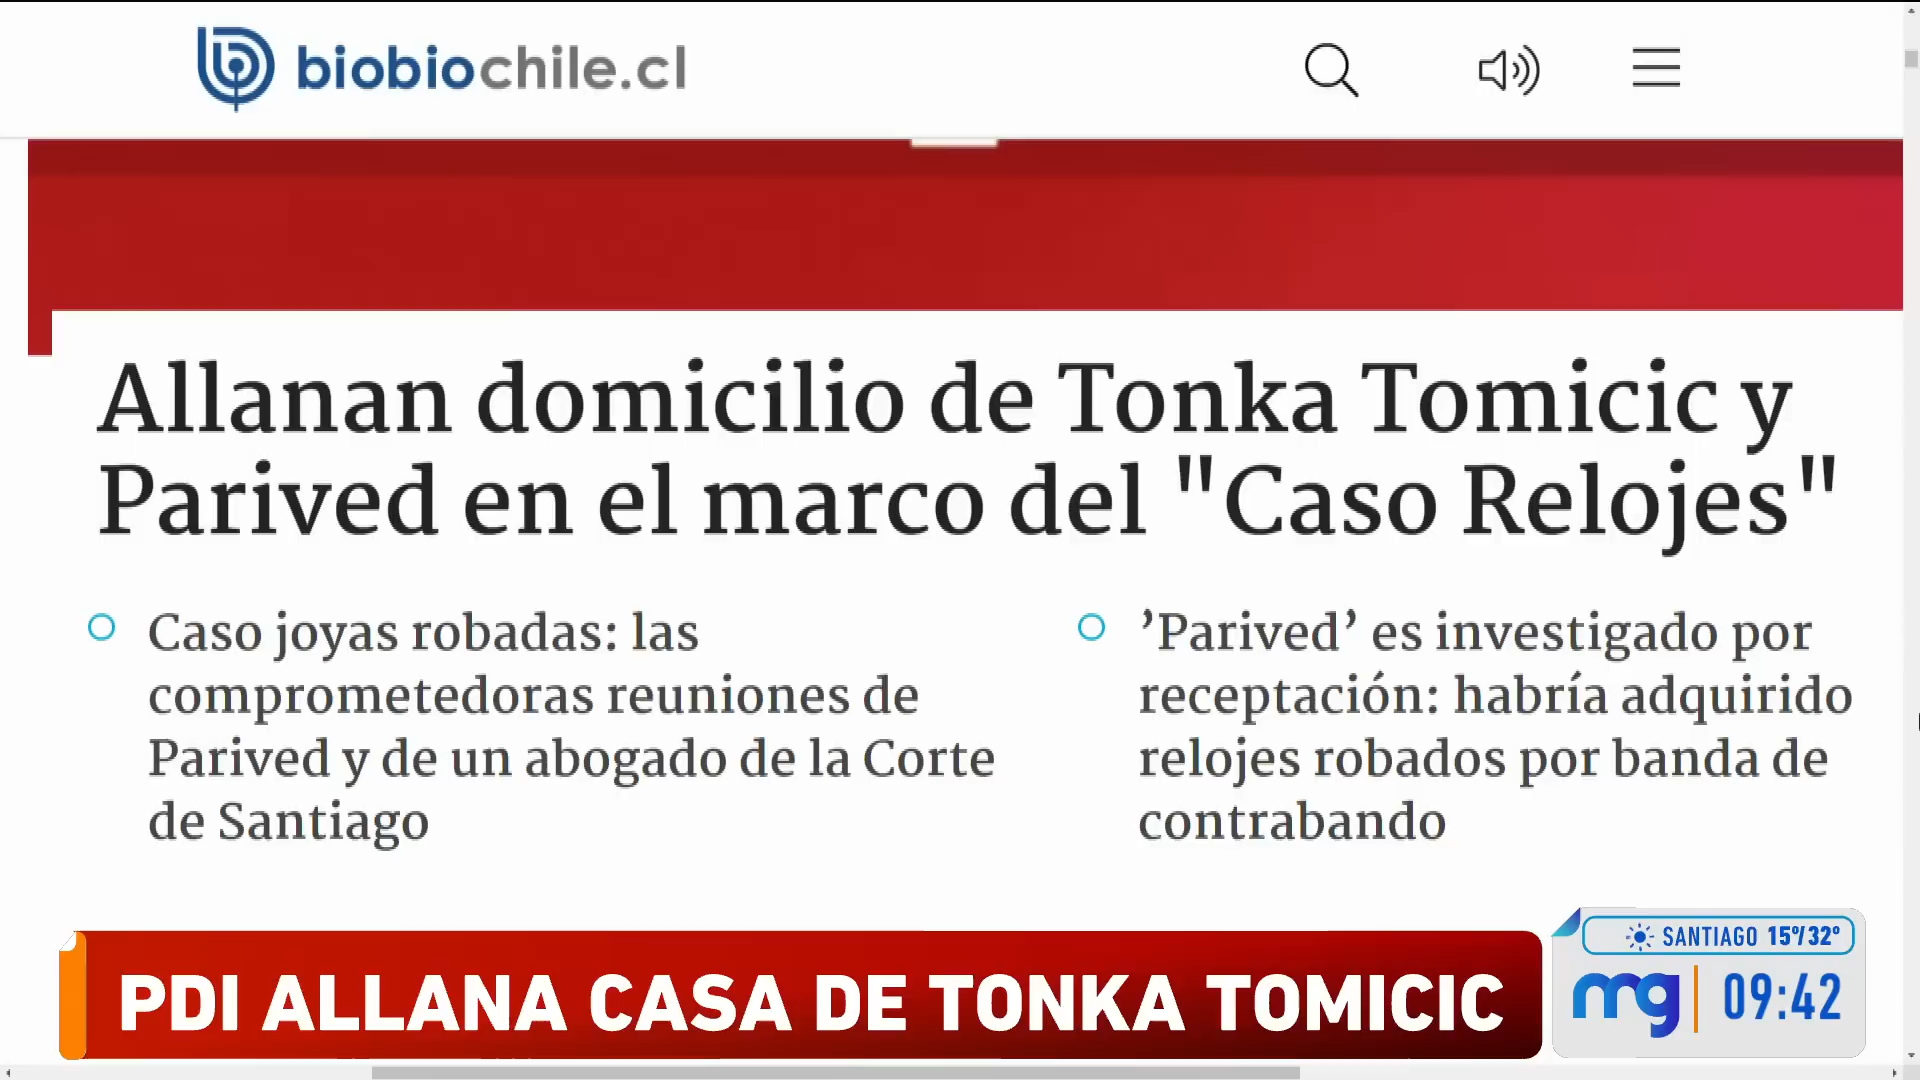 biobiochile.cl
Allanan domicilio de Tonka Tomicic y
Parived en el marco del "Caso Relojes"
Caso joyas robadas: las
comprometedoras reuniones de
Parived y de un abogado de la Corte
de Santiago
’Parived’ es investigado por
receptación: habría adquirido
relojes robados por banda de
contrabando
PDI ALLANA CASA DE TONKA TOMICIC
SANTIAGO 15º/32º
mg 09:42